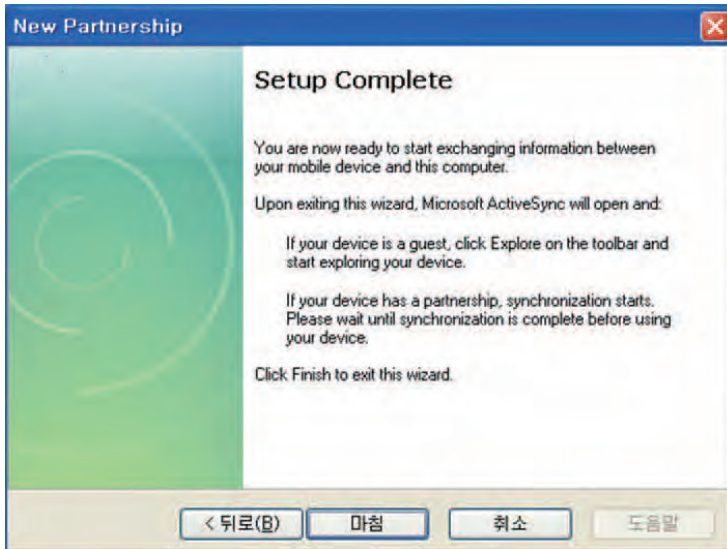 New Partnership
Setup Complete
You are now ready to start exchanging information between
your mobile device and this computer.
Upon exiting this wizard, Microsoft ActiveSync will open and:
If your device is a guest, click Explore on the toolbar and
start exploring your device.
If your device has a partnership, synchronization starts.
Please wait until synchronization is complete before using
your device.
Click Finish to exit this wizard.
< 뒤로(B) 마침 취소 도움말